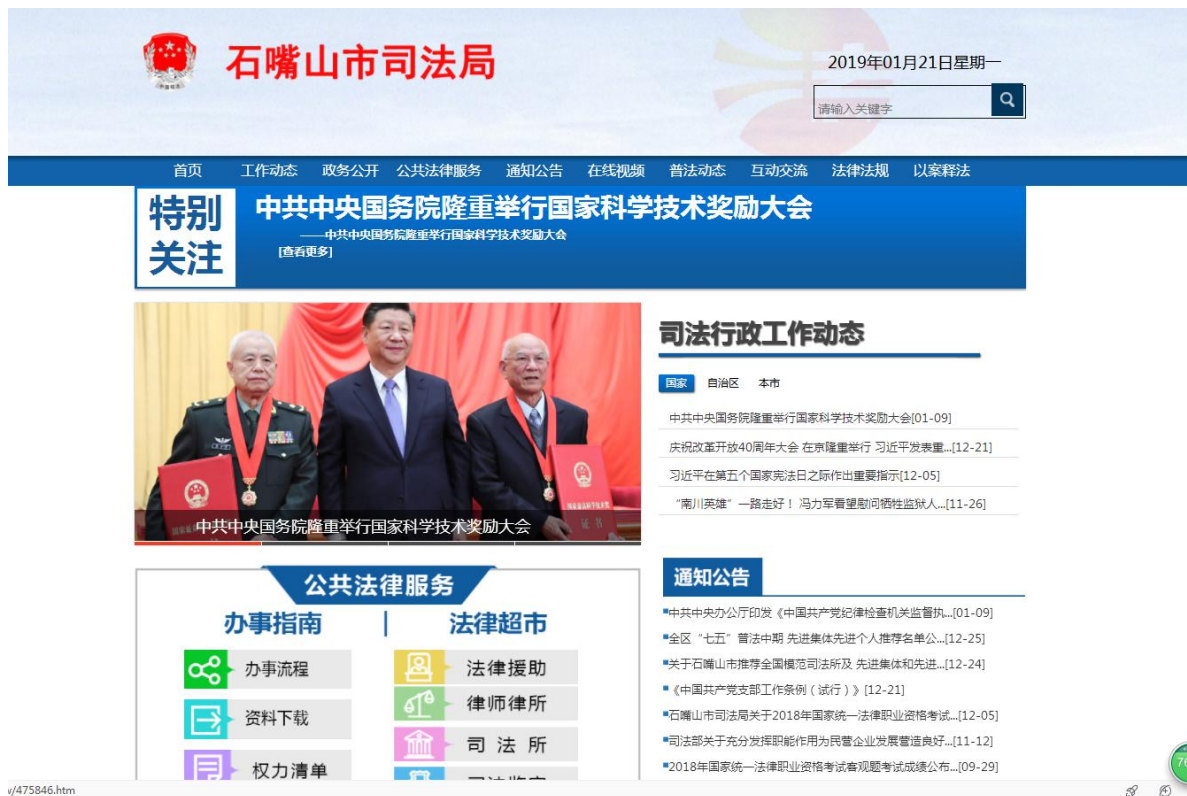 石嘴山市司法局
2019年01月21日星期一
请输入关键字
首页 工作动态 政务公开 公共法律服务 通知公告 在线视频 普法动态 互动交流 法律法规 以案释法
特别
关注
中共中央国务院隆重举行国家科学技术奖励大会
——中共中央国务院隆重举行国家科学技术奖励大会
[查看更多]
中共中央国务院隆重举行国家科学技术奖励大会
证书
司法行政工作动态
国家 自治区 本市
中共中央国务院隆重举行国家科学技术奖励大会[01-09]
庆祝改革开放40周年大会 在京隆重举行 习近平发表重...[12-21]
习近平在第五个国家宪法日之际作出重要指示[12-05]
“南川英雄”一路走好！ 冯力军看望慰问牺牲监狱人...[11-26]
公共法律服务
办事指南 | 法律超市
办事流程 法律援助
资料下载 律师律所
权力清单 司法所
通知公告
中共中央办公厅印发《中国共产党纪律检查机关监督执...[01-09]
全区“七五”普法中期 先进集体先进个人推荐名单公...[12-25]
关于石嘴山市推荐全国模范司法所及 先进集体和先进...[12-24]
《中国共产党支部工作条例（试行）》[12-21]
石嘴山市司法局关于2018年国家统一法律职业资格考试...[12-05]
司法部关于充分发挥职能作用为民营企业发展营造良好...[11-12]
2018年国家统一法律职业资格考试客观题考试成绩公布...[09-29]
/475846.htm